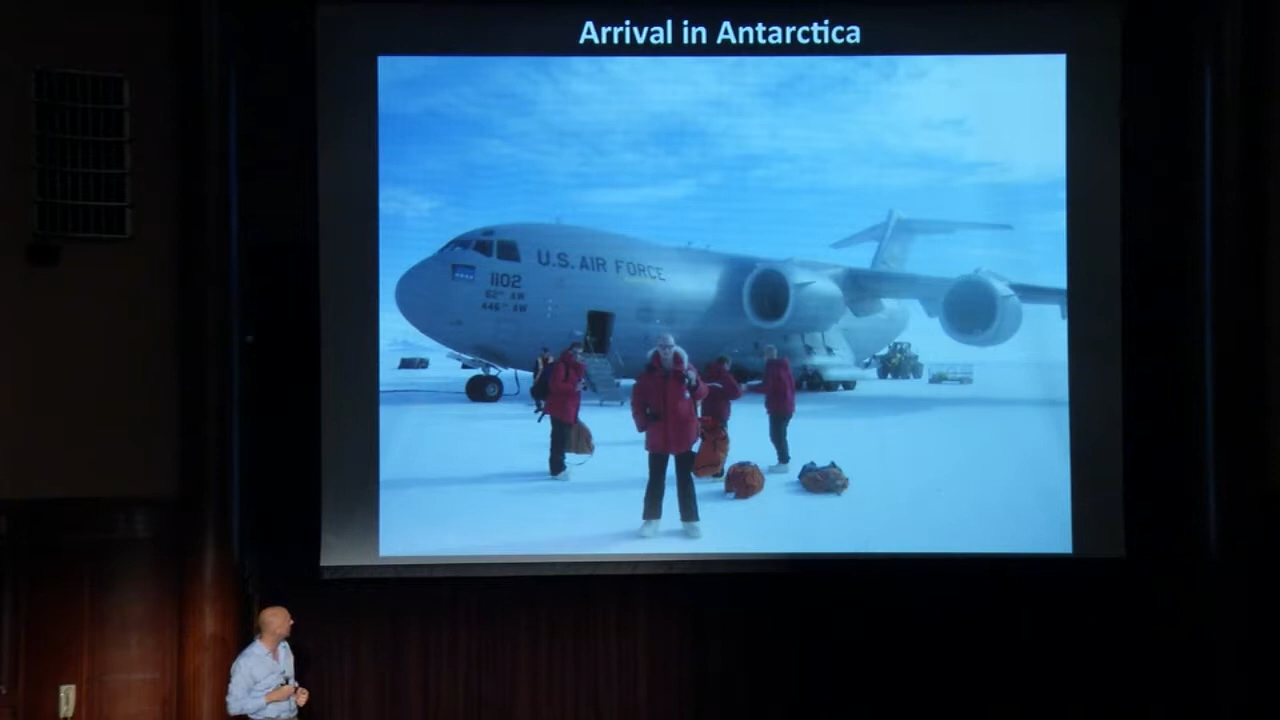 Arrival in Antarctica
U.S. AIR FORCE
1102
62ND AW
446TH AW